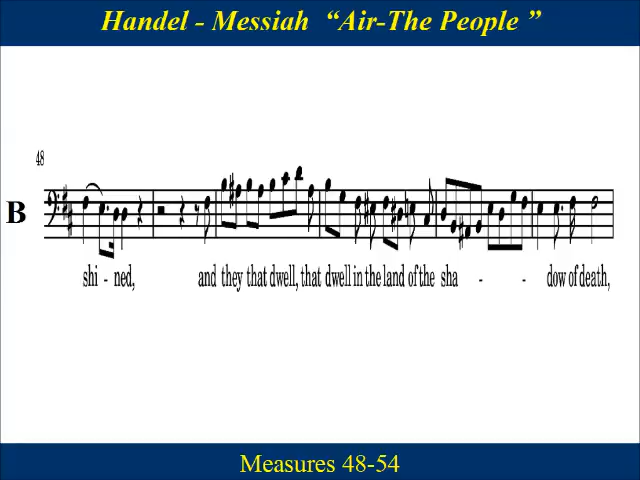 Handel - Messiah “Air-The People ”
48
B
shi - ned, and they that dwell, that dwell in the land of the sha - - dow of death,
Measures 48-54